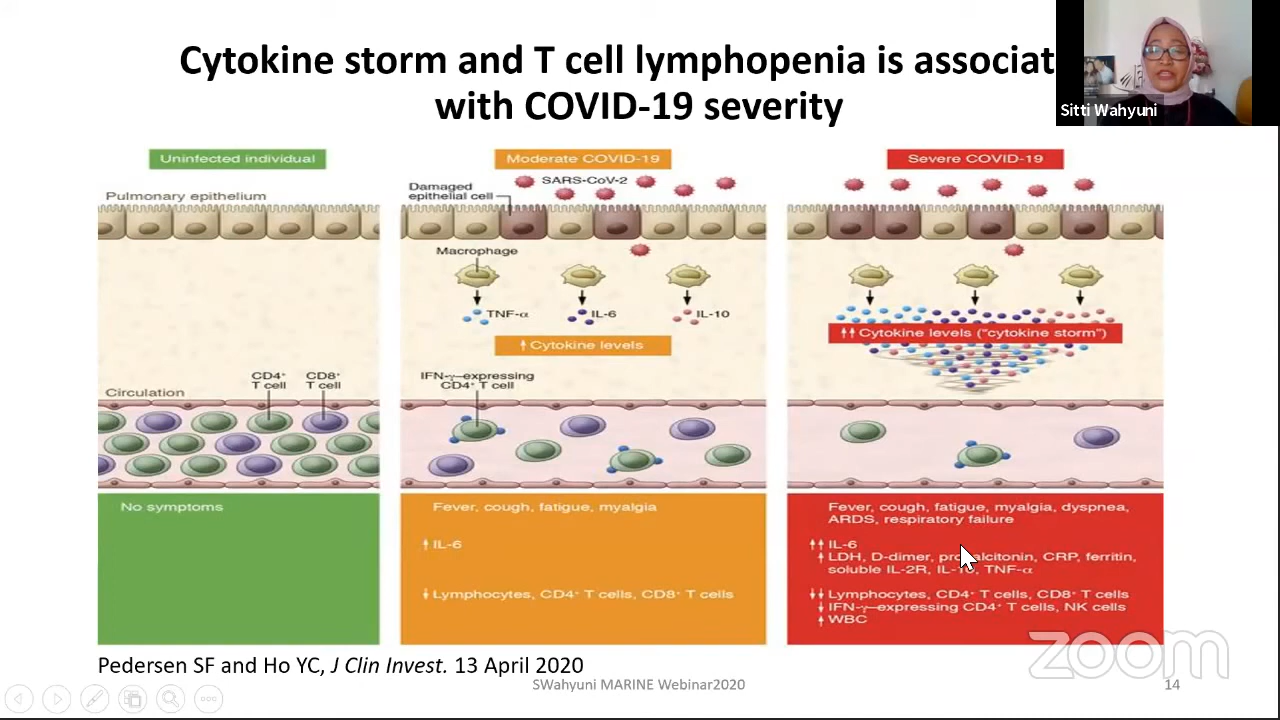 Cytokine storm and T cell lymphopenia is associat
with COVID-19 severity
Sitti Wahyuni
Uninfected individual
Pulmonary epithelium
CD4⁺
T cell
CD8⁺
T cell
Circulation
No symptoms
Moderate COVID-19
SARS-CoV-2
Damaged
epithelial cell
Macrophage
TNF-α
IL-6
IL-10
↑ Cytokine levels
IFN-γ–expressing
CD4⁺ T cell
Fever, cough, fatigue, myalgia
↑ IL-6
↓ Lymphocytes, CD4⁺ T cells, CD8⁺ T cells
Severe COVID-19
↑↑ Cytokine levels ("cytokine storm")
Fever, cough, fatigue, myalgia, dyspnea,
ARDS, respiratory failure
↑↑ IL-6
↑ LDH, D-dimer, CRP, ferritin,
soluble IL-2R, TNF-α
↓↓ Lymphocytes, CD4⁺ T cells, CD8⁺ T cells
↓ IFN-γ–expressing CD4⁺ T cells, NK cells
↑ WBC
zoom
Pedersen SF and Ho YC, J Clin Invest. 13 April 2020
SWahyuni MARINE Webinar2020
14